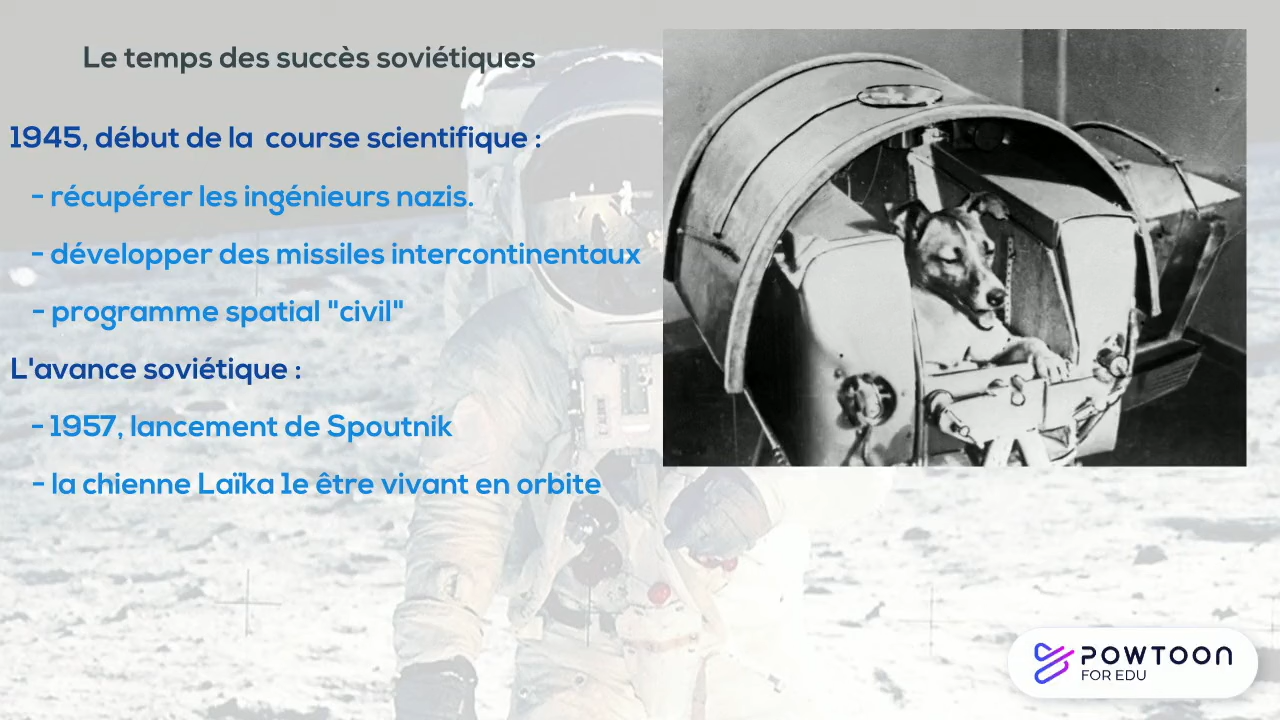 Le temps des succès soviétiques
1945, début de la course scientifique :
- récupérer les ingénieurs nazis.
- développer des missiles intercontinentaux
- programme spatial "civil"
L'avance soviétique :
- 1957, lancement de Spoutnik
- la chienne Laïka 1e être vivant en orbite
POWTOON
FOR EDU